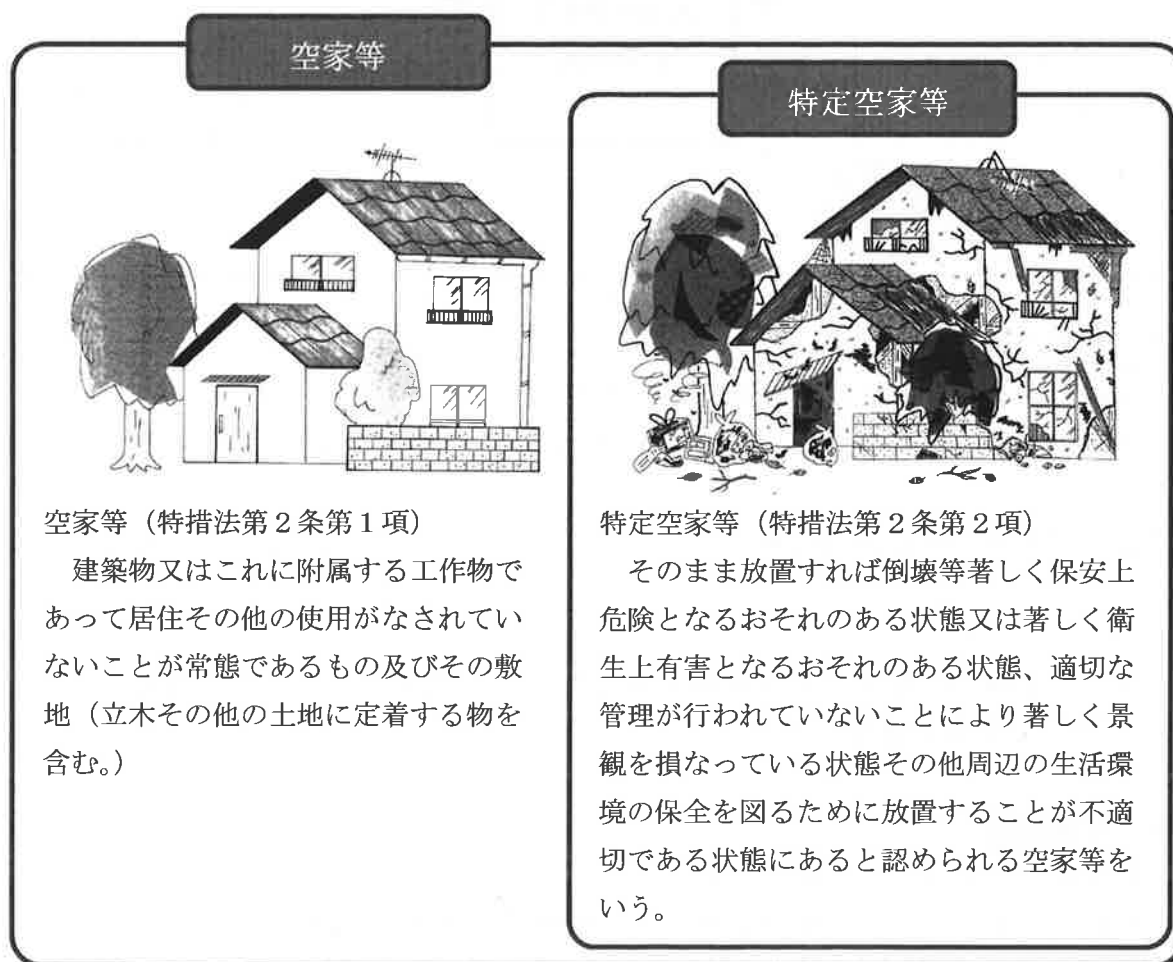 空家等
空家等（特措法第２条第１項）
　建築物又はこれに附属する工作物で
あって居住その他の使用がなされてい
ないことが常態であるもの及びその敷
地（立木その他の土地に定着する物を
含む。）
特定空家等
特定空家等（特措法第２条第２項）
　そのまま放置すれば倒壊等著しく保安上
危険となるおそれのある状態又は著しく衛
生上有害となるおそれのある状態、適切な
管理が行われていないことにより著しく景
観を損なっている状態その他周辺の生活環
境の保全を図るために放置することが不適
切である状態にあると認められる空家等を
いう。